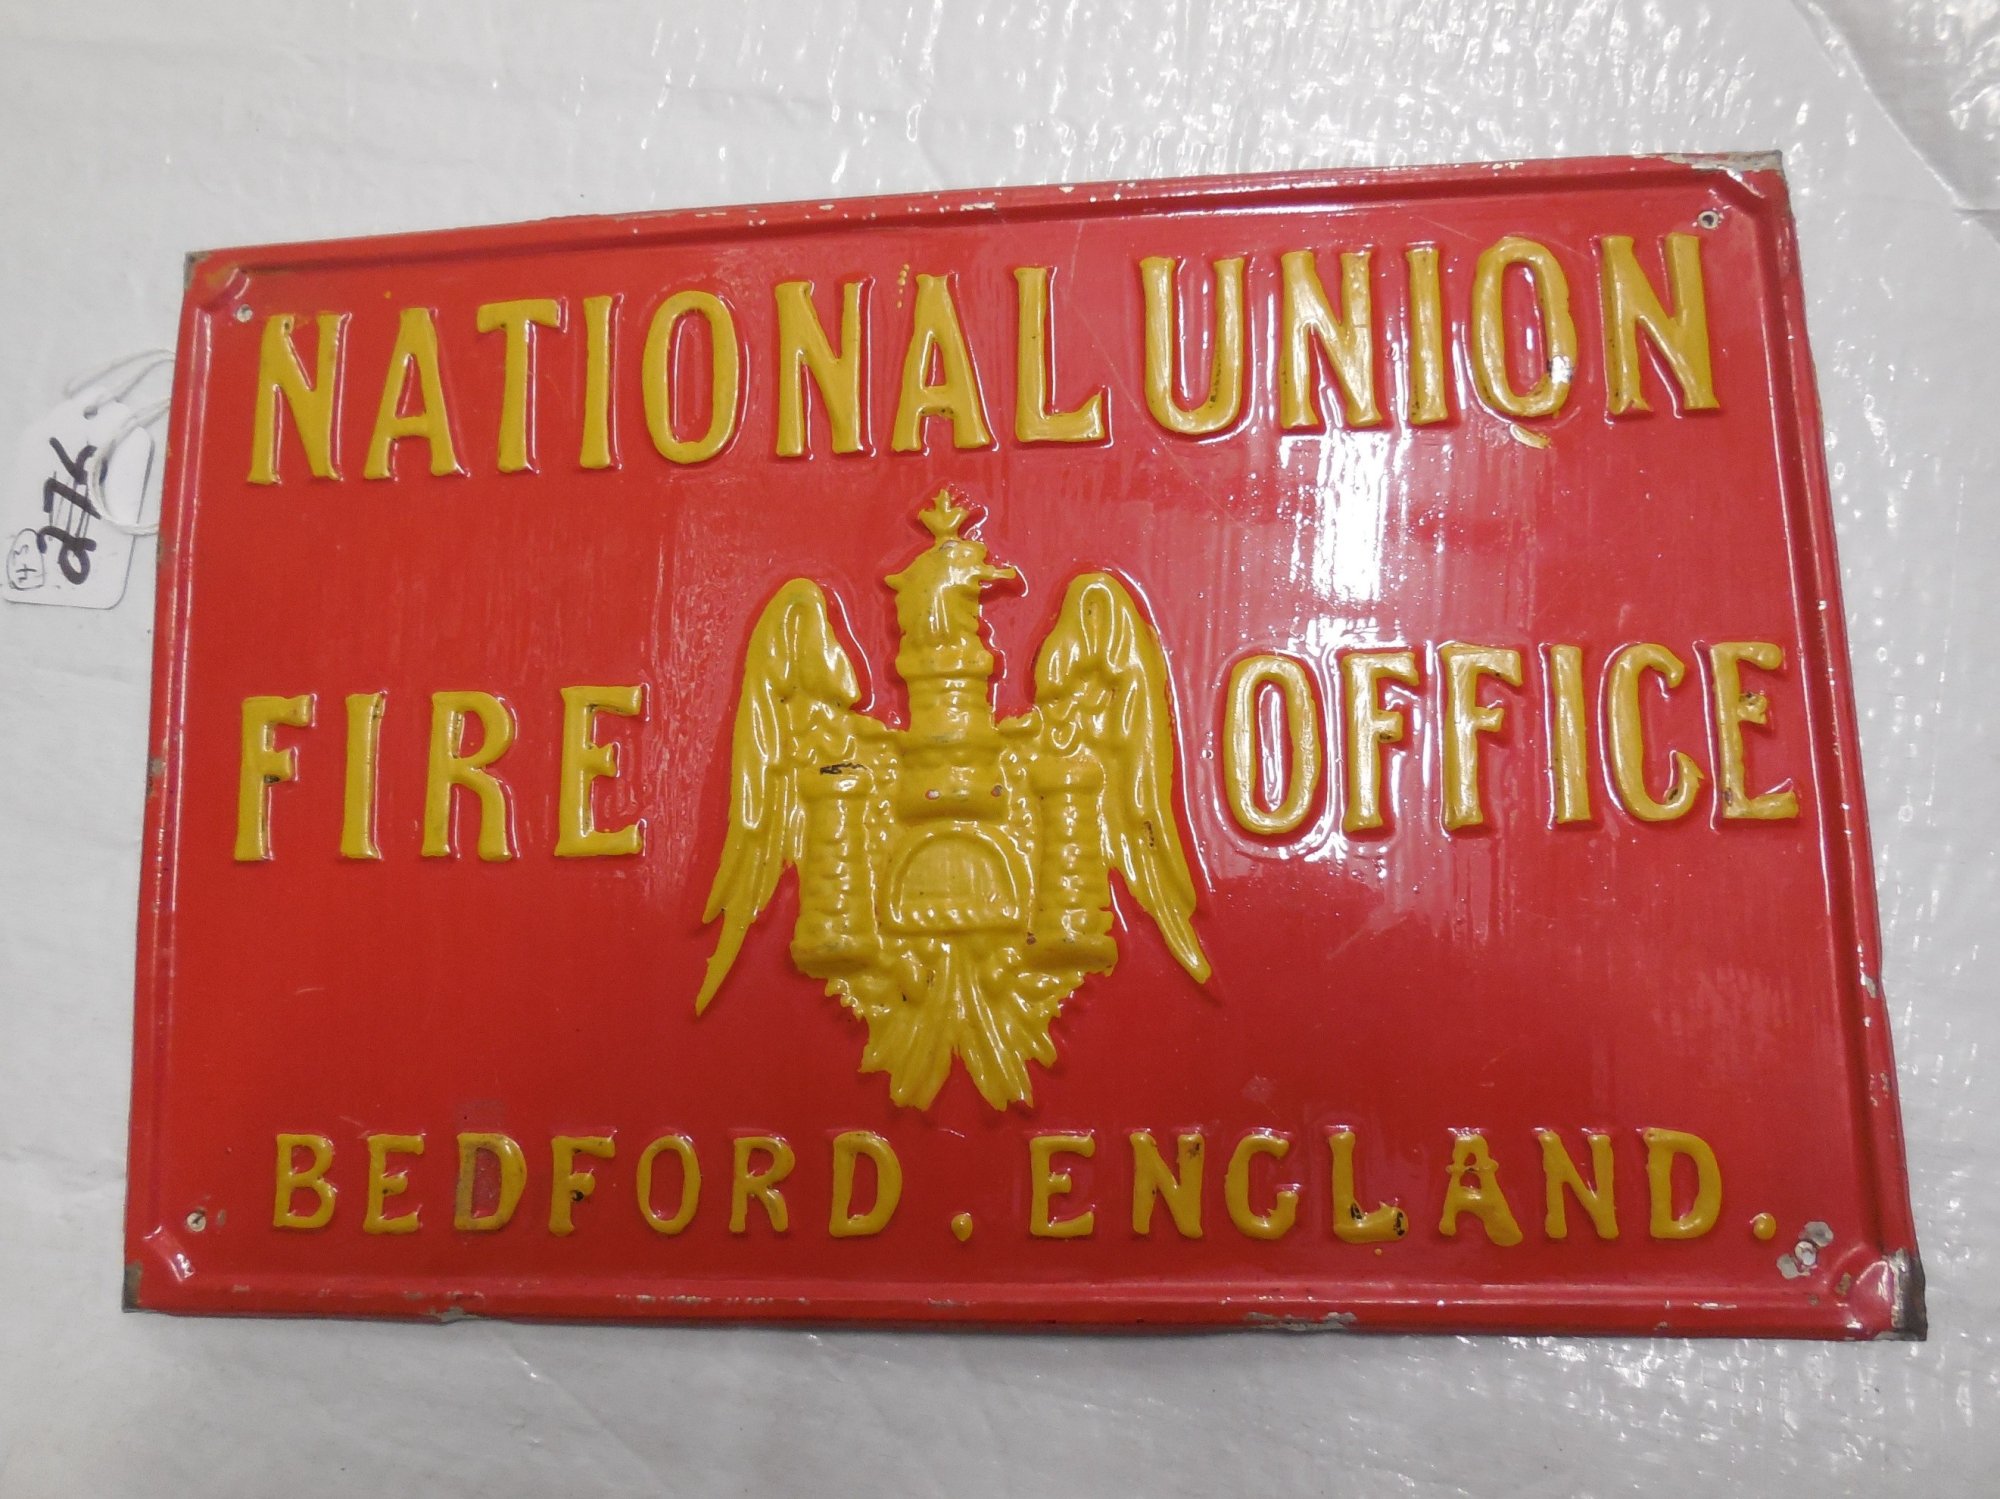 NATIONAL UNION
FIRE OFFICE
BEDFORD. ENGLAND.